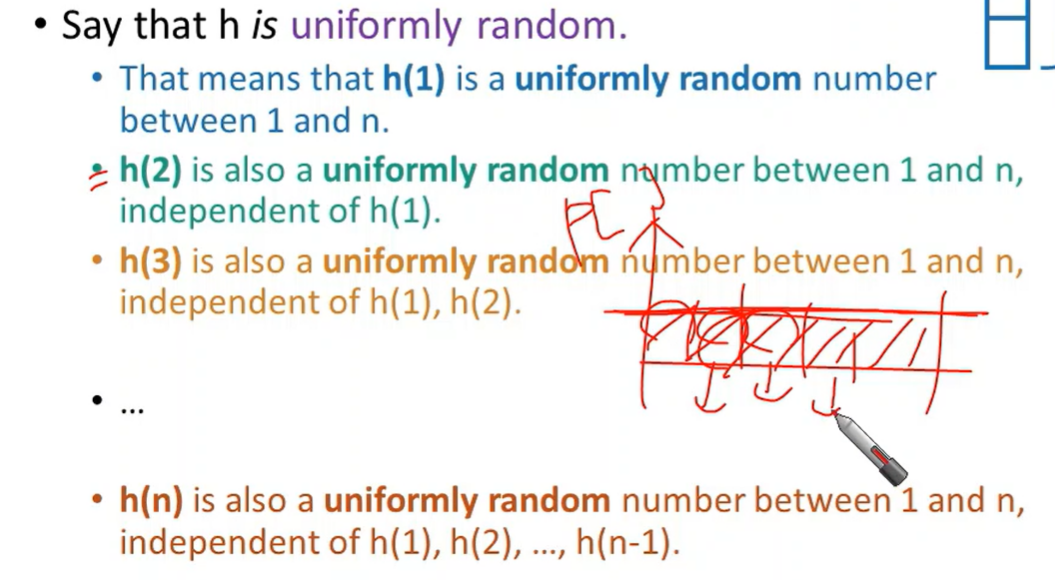 • Say that h is uniformly random.
• That means that h(1) is a uniformly random number
between 1 and n.
• h(2) is also a uniformly random number between 1 and n,
independent of h(1).
• h(3) is also a uniformly random number between 1 and n,
independent of h(1), h(2).
• ...
• h(n) is also a uniformly random number between 1 and n,
independent of h(1), h(2), ..., h(n-1).